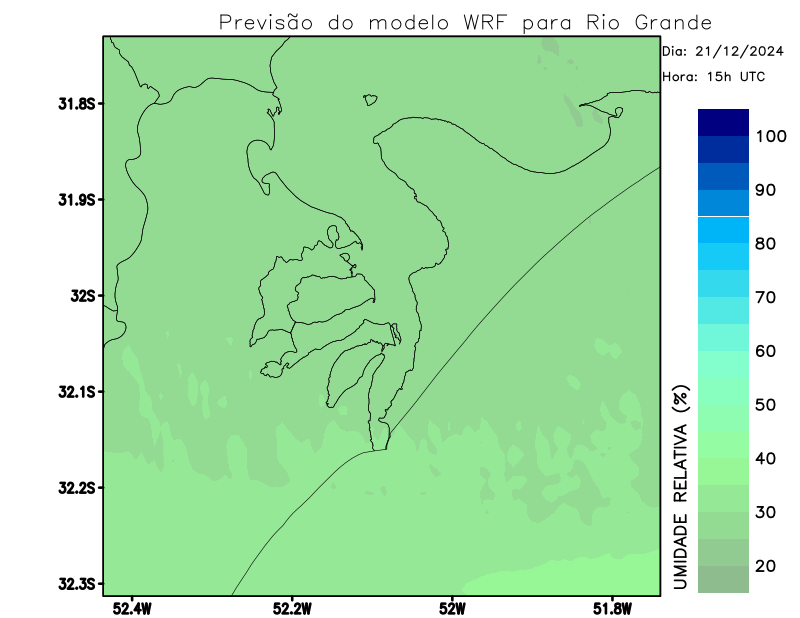 Previsão do modelo WRF para Rio Grande
Dia: 21/12/2024
Hora: 15h UTC
31.8S
31.9S
32S
32.1S
32.2S
32.3S
52.4W
52.2W
52W
51.8W
100
90
80
70
60
50
40
30
20
UMIDADE RELATIVA (%)